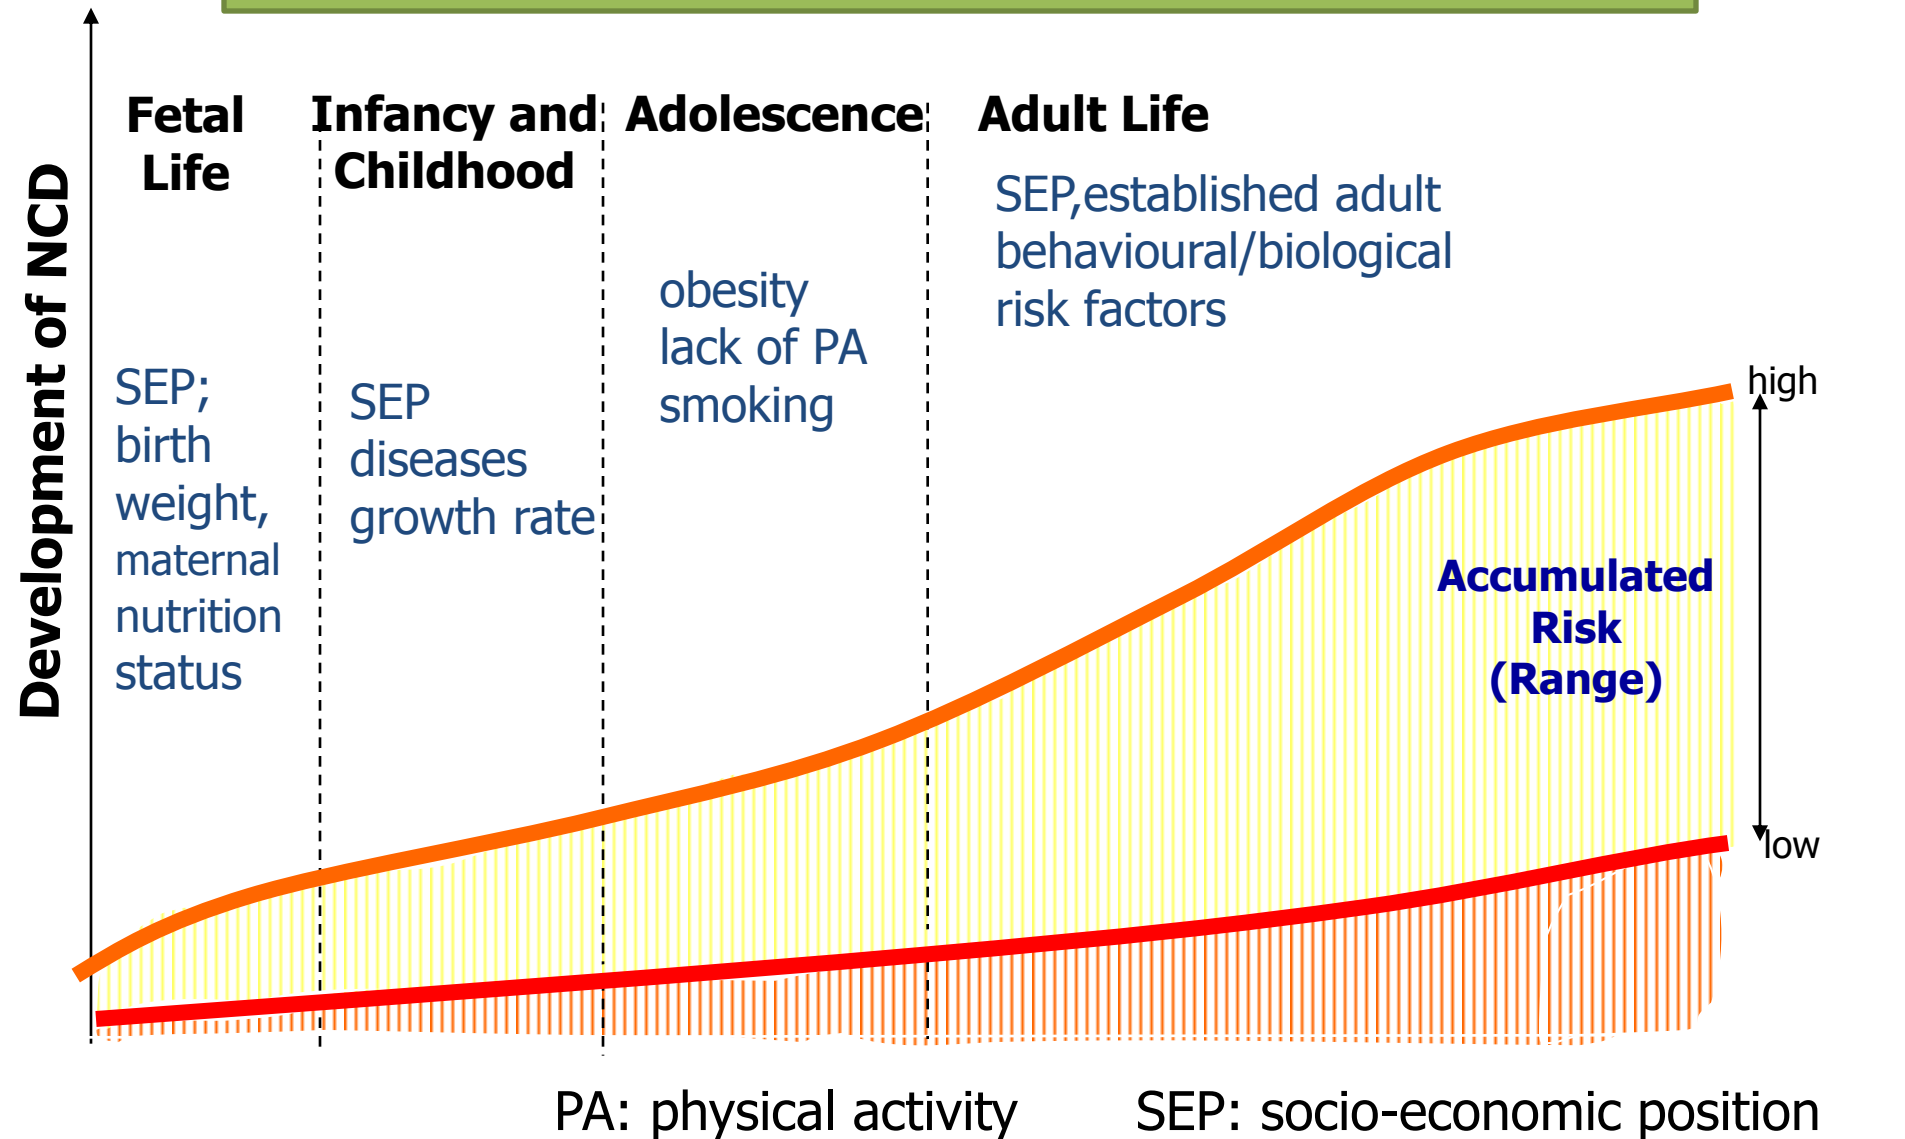 Development of NCD
Fetal
Life
Infancy and
Childhood
Adolescence
Adult Life
SEP;
birth
weight,
maternal
nutrition
status
SEP
diseases
growth rate
obesity
lack of PA
smoking
SEP,established adult
behavioural/biological
risk factors
high
Accumulated
Risk
(Range)
low
PA: physical activity
SEP: socio-economic position